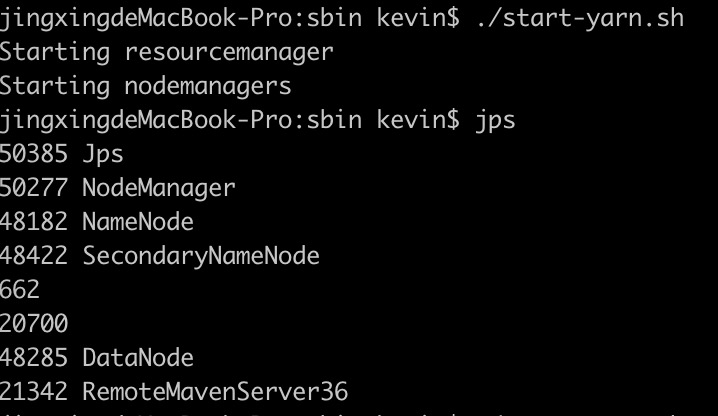 jingxingdeMacBook-Pro:sbin kevin$ ./start-yarn.sh
Starting resourcemanager
Starting nodemanagers
jingxingdeMacBook-Pro:sbin kevin$ jps
50385 Jps
50277 NodeManager
48182 NameNode
48422 SecondaryNameNode
662
20700
48285 DataNode
21342 RemoteMavenServer36